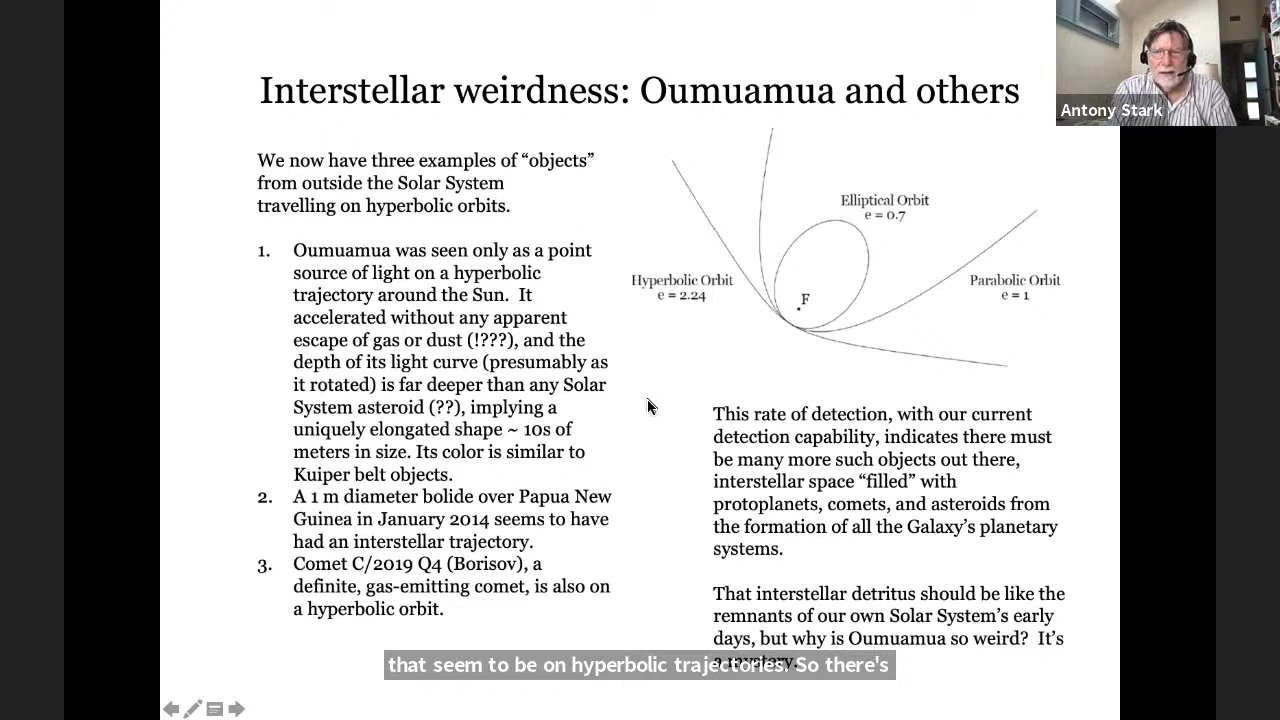 Interstellar weirdness: Oumuamua and others
Antony Stark
We now have three examples of “objects”
from outside the Solar System
travelling on hyperbolic orbits.
1. Oumuamua was seen only as a point
source of light on a hyperbolic
trajectory around the Sun. It
accelerated without any apparent
escape of gas or dust (!???), and the
depth of its light curve (presumably as
it rotated) is far deeper than any Solar
System asteroid (??), implying a
uniquely elongated shape ~ 10s of
meters in size. Its color is similar to
Kuiper belt objects.
2. A 1 m diameter bolide over Papua New
Guinea in January 2014 seems to have
had an interstellar trajectory.
3. Comet C/2019 Q4 (Borisov), a
definite, gas-emitting comet, is also on
a hyperbolic orbit.
Elliptical Orbit
e = 0.7
Hyperbolic Orbit
e = 2.24
F
Parabolic Orbit
e = 1
This rate of detection, with our current
detection capability, indicates there must
be many more such objects out there,
interstellar space “filled” with
protoplanets, comets, and asteroids from
the formation of all the Galaxy’s planetary
systems.
That interstellar detritus should be like the
remnants of our own Solar System’s early
days, but why is Oumuamua so weird? It’s
that seem to be on hyperbolic trajectories. So there's